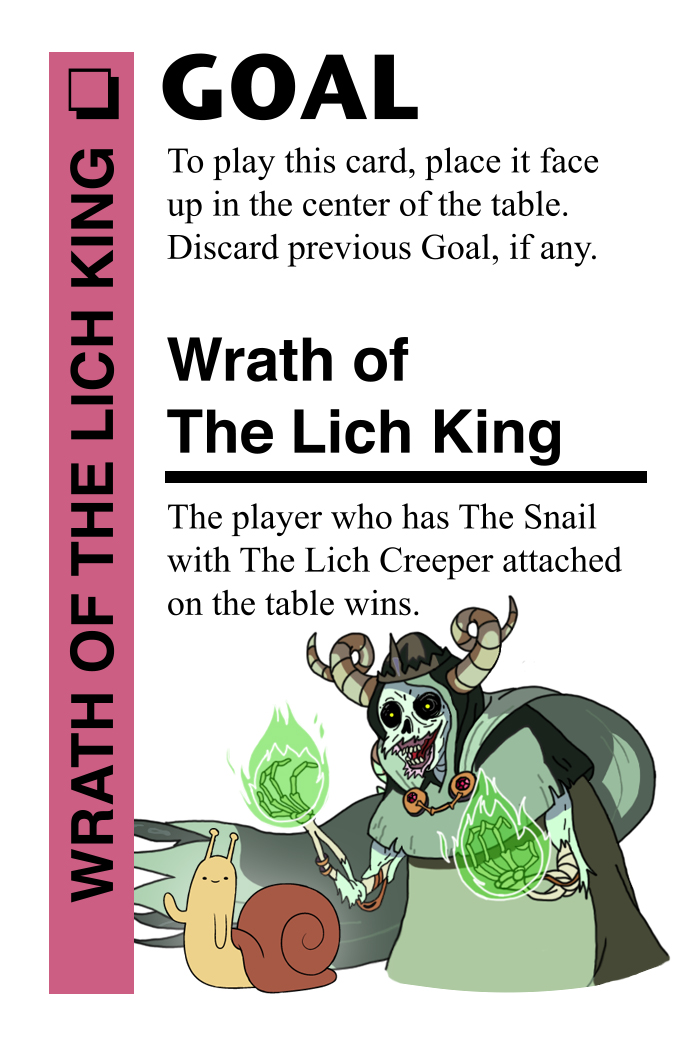 GOAL
To play this card, place it face
up in the center of the table.
Discard previous Goal, if any.
Wrath of
The Lich King
The player who has The Snail
with The Lich Creeper attached
on the table wins.
WRATH OF THE LICH KING